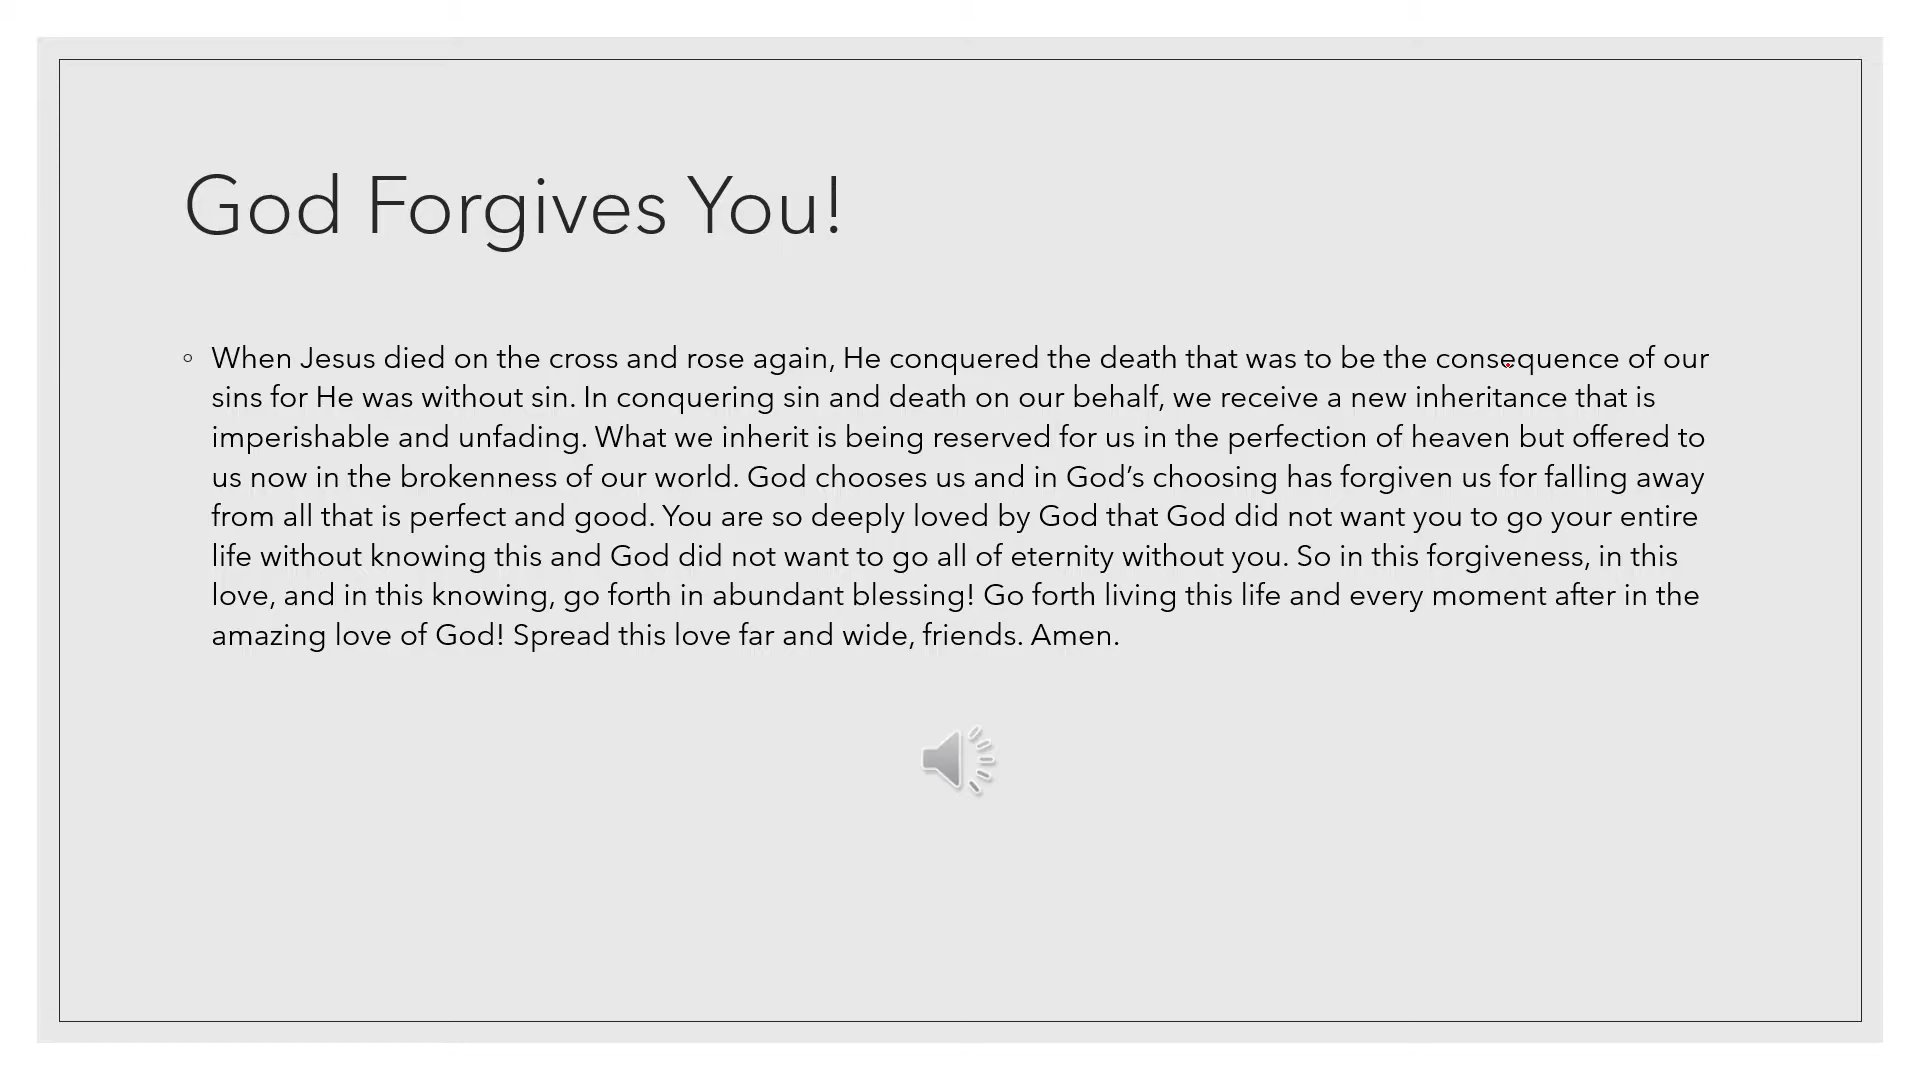 God Forgives You!
◦ When Jesus died on the cross and rose again, He conquered the death that was to be the consequence of our
sins for He was without sin. In conquering sin and death on our behalf, we receive a new inheritance that is
imperishable and unfading. What we inherit is being reserved for us in the perfection of heaven but offered to
us now in the brokenness of our world. God chooses us and in God’s choosing has forgiven us for falling away
from all that is perfect and good. You are so deeply loved by God that God did not want you to go your entire
life without knowing this and God did not want to go all of eternity without you. So in this forgiveness, in this
love, and in this knowing, go forth in abundant blessing! Go forth living this life and every moment after in the
amazing love of God! Spread this love far and wide, friends. Amen.